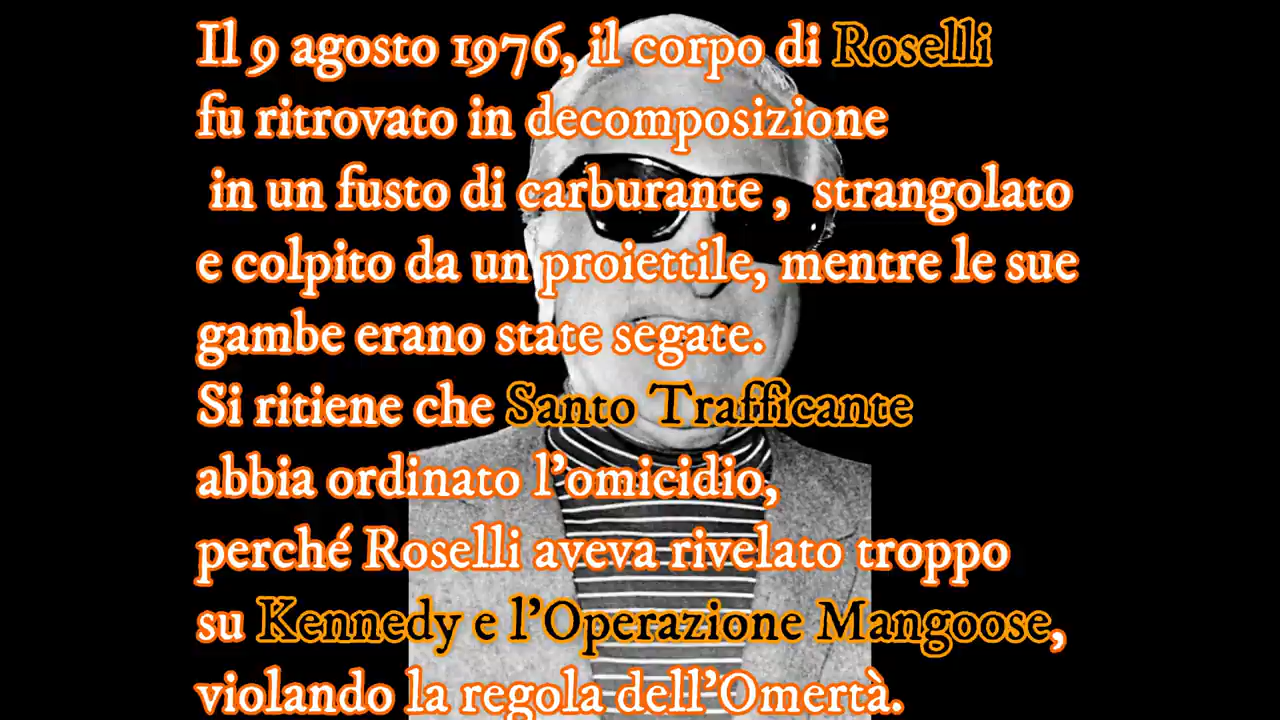 Il 9 agosto 1976, il corpo di Roselli
fu ritrovato in decomposizione
in un fusto di carburante , strangolato
e colpito da un proiettile, mentre le sue
gambe erano state segate.
Si ritiene che Santo Trafficante
abbia ordinato l'omicidio,
perché Roselli aveva rivelato troppo
su Kennedy e l'Operazione Mangoose,
violando la regola dell'Omertà.